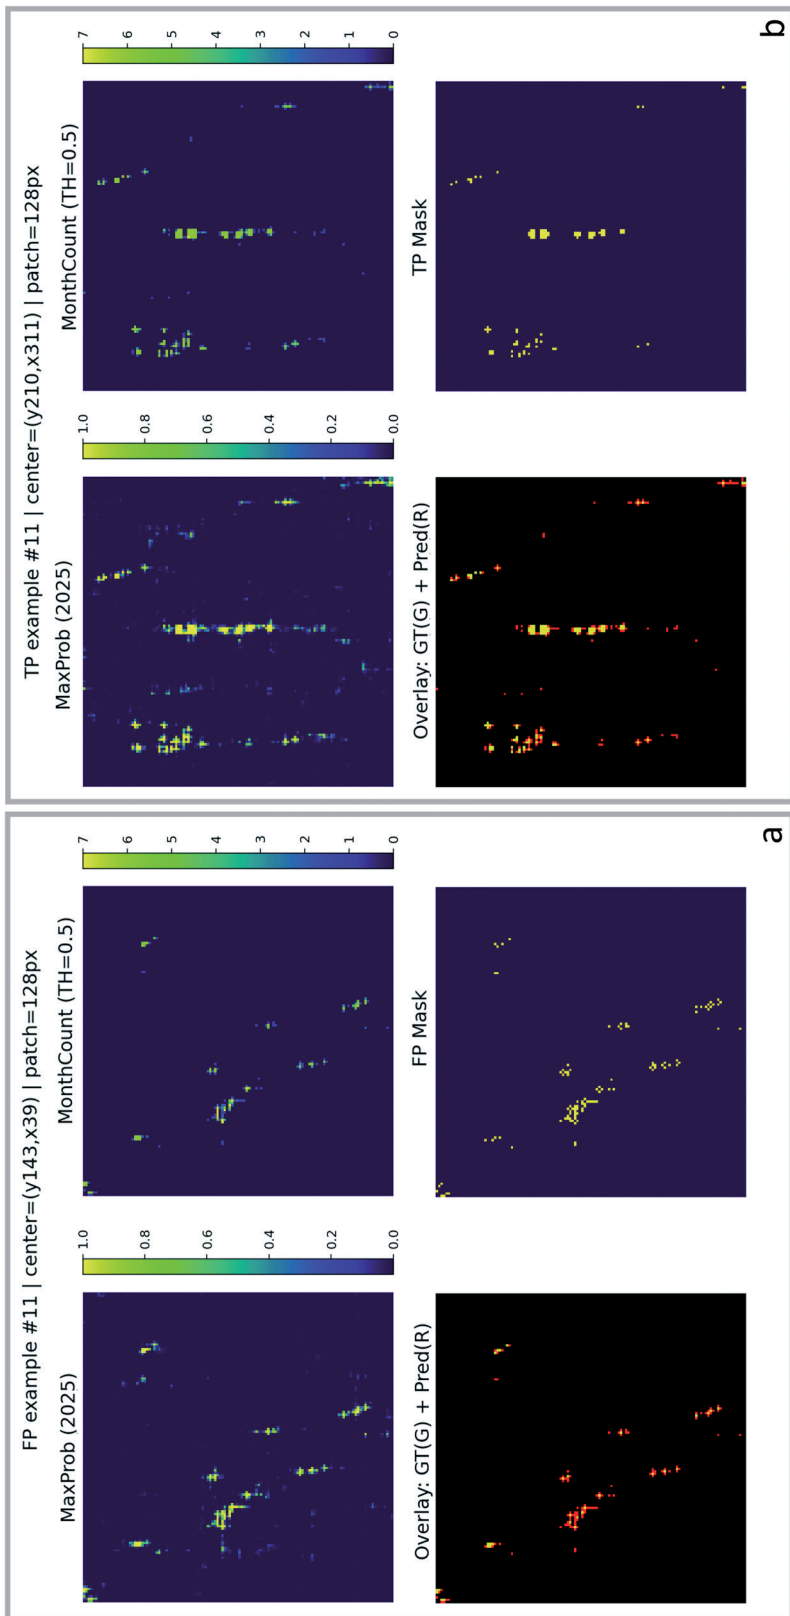 FP example #11 | center=(y143,x39) | patch=128px
MaxProb (2025)
1.0
0.8
0.6
0.4
0.2
0.0
MonthCount (TH=0.5)
7
6
5
4
3
2
1
0
Overlay: GT(G) + Pred(R)
FP Mask
a
TP example #11 | center=(y210,x311) | patch=128px
MaxProb (2025)
1.0
0.8
0.6
0.4
0.2
0.0
MonthCount (TH=0.5)
7
6
5
4
3
2
1
0
Overlay: GT(G) + Pred(R)
TP Mask
b